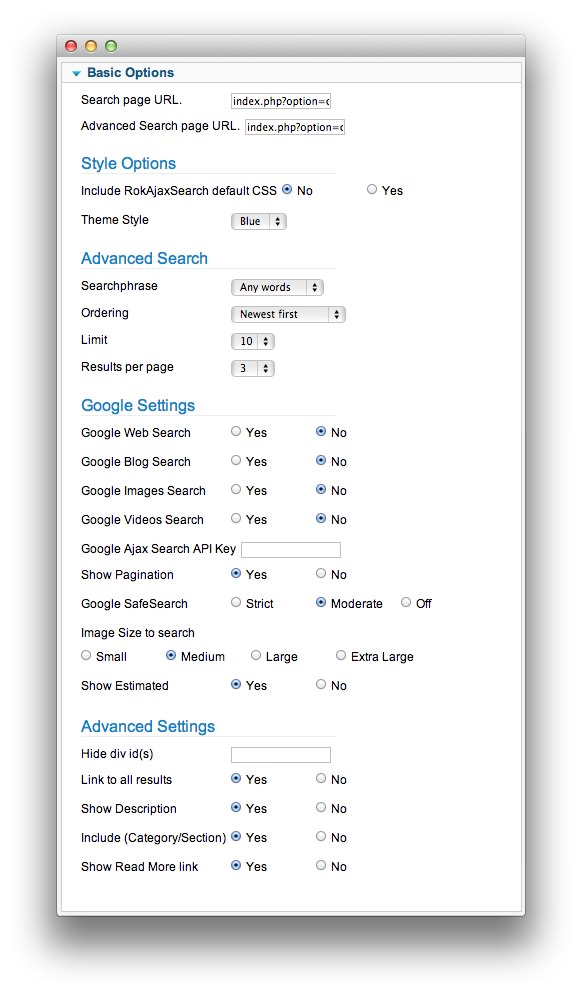 Basic Options
Search page URL. index.php?option=c
Advanced Search page URL. index.php?option=c
Style Options
Include RokAjaxSearch default CSS No Yes
Theme Style Blue
Advanced Search
Searchphrase Any words
Ordering Newest first
Limit 10
Results per page 3
Google Settings
Google Web Search Yes No
Google Blog Search Yes No
Google Images Search Yes No
Google Videos Search Yes No
Google Ajax Search API Key
Show Pagination Yes No
Google SafeSearch Strict Moderate Off
Image Size to search
Small Medium Large Extra Large
Show Estimated Yes No
Advanced Settings
Hide div id(s)
Link to all results Yes No
Show Description Yes No
Include (Category/Section) Yes No
Show Read More link Yes No